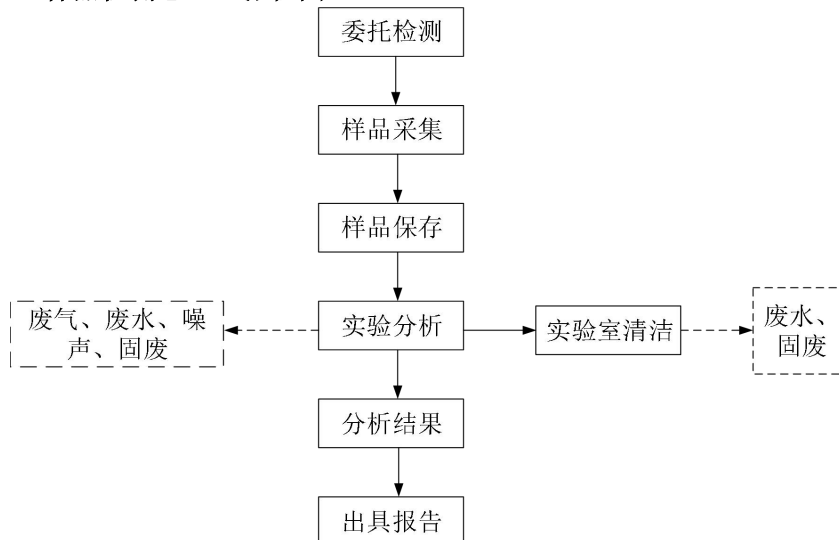 委托检测
样品采集
样品保存
废气、废水、噪
声、固废
实验分析
实验室清洁
废水、
固废
分析结果
出具报告